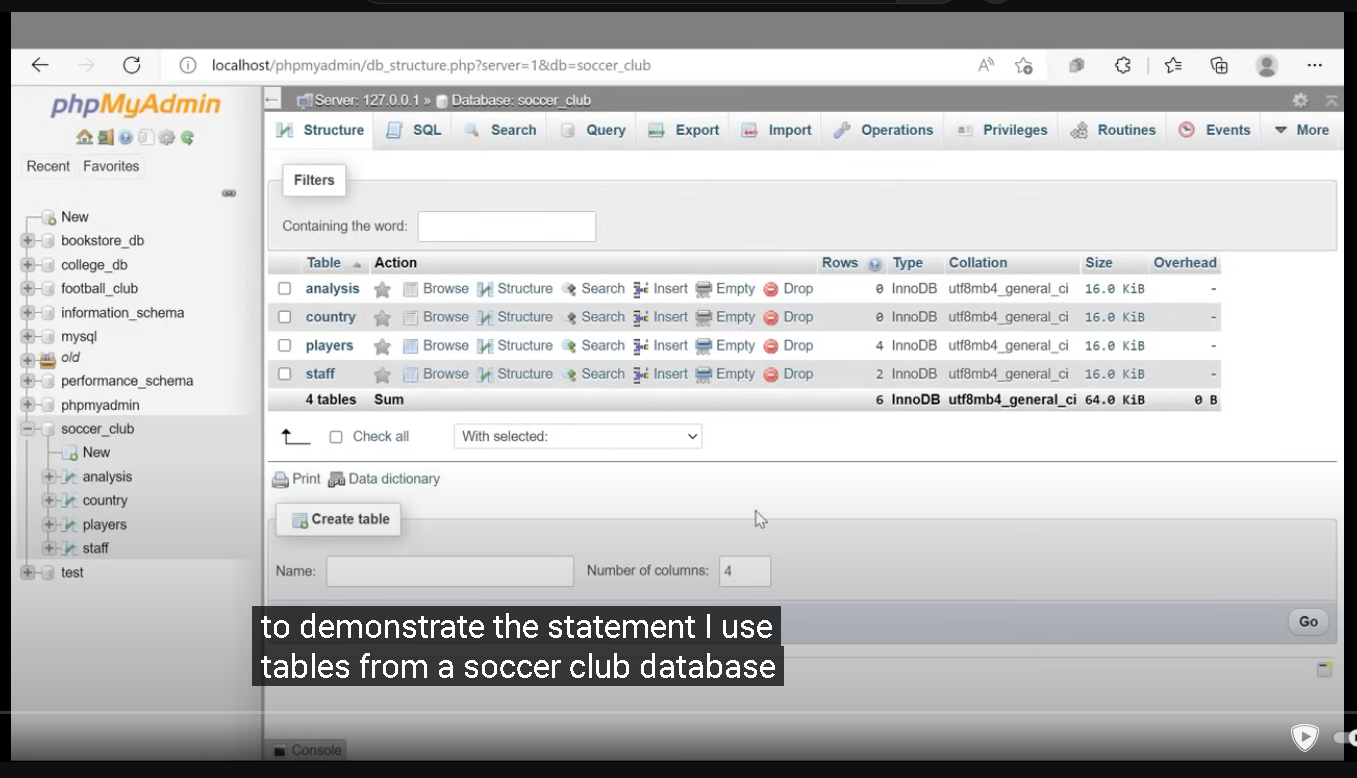 localhost/phpmyadmin/db_structure.php?server=1&db=soccer_club
phpMyAdmin
Recent Favorites
New
bookstore_db
college_db
football_club
information_schema
mysql
old
performance_schema
phpmyadmin
soccer_club
New
analysis
country
players
staff
test
Server: 127.0.0.1 » Database: soccer_club
Structure SQL Search Query Export Import Operations Privileges Routines Events More
Filters
Containing the word:
Table Action Rows Type Collation Size Overhead
analysis Browse Structure Search Insert Empty Drop 0 InnoDB utf8mb4_general_ci 16.0 KiB -
country Browse Structure Search Insert Empty Drop 0 InnoDB utf8mb4_general_ci 16.0 KiB -
players Browse Structure Search Insert Empty Drop 4 InnoDB utf8mb4_general_ci 16.0 KiB -
staff Browse Structure Search Insert Empty Drop 2 InnoDB utf8mb4_general_ci 16.0 KiB -
4 tables Sum 6 InnoDB utf8mb4_general_ci 64.0 KiB 0 B
Check all With selected:
Print Data dictionary
Create table
Name: Number of columns: 4
Go
to demonstrate the statement I use
tables from a soccer club database
Console